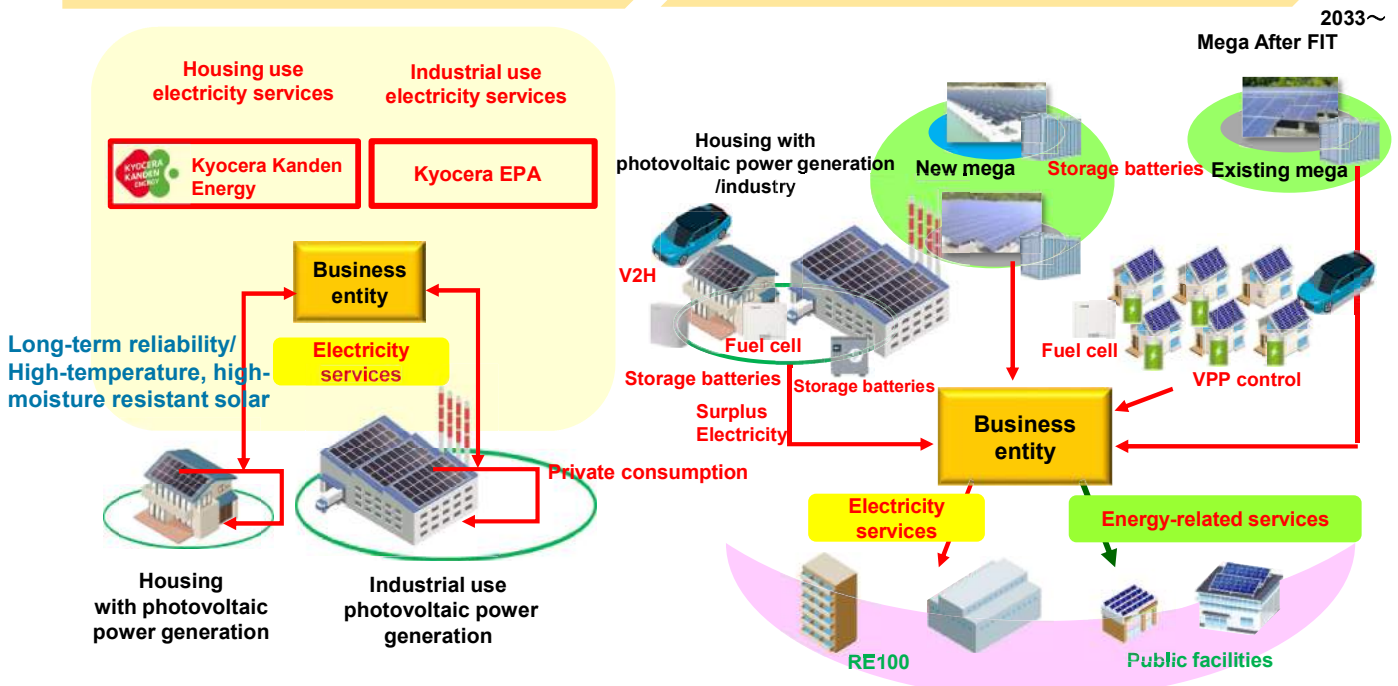 2033～
Mega After FIT
Housing use
electricity services
Industrial use
electricity services
KYOCERA
KANDEN
ENERGY
Kyocera Kanden
Energy
Kyocera EPA
Business
entity
Long-term reliability/
High-temperature, high-
moisture resistant solar
Electricity
services
Private consumption
Housing
with photovoltaic
power generation
Industrial use
photovoltaic power
generation
Housing with
photovoltaic power generation
/industry
New mega
Storage batteries
Existing mega
V2H
Fuel cell
Storage batteries
Storage batteries
Surplus
Electricity
Fuel cell
VPP control
Business
entity
Electricity
services
Energy-related services
RE100
Public facilities